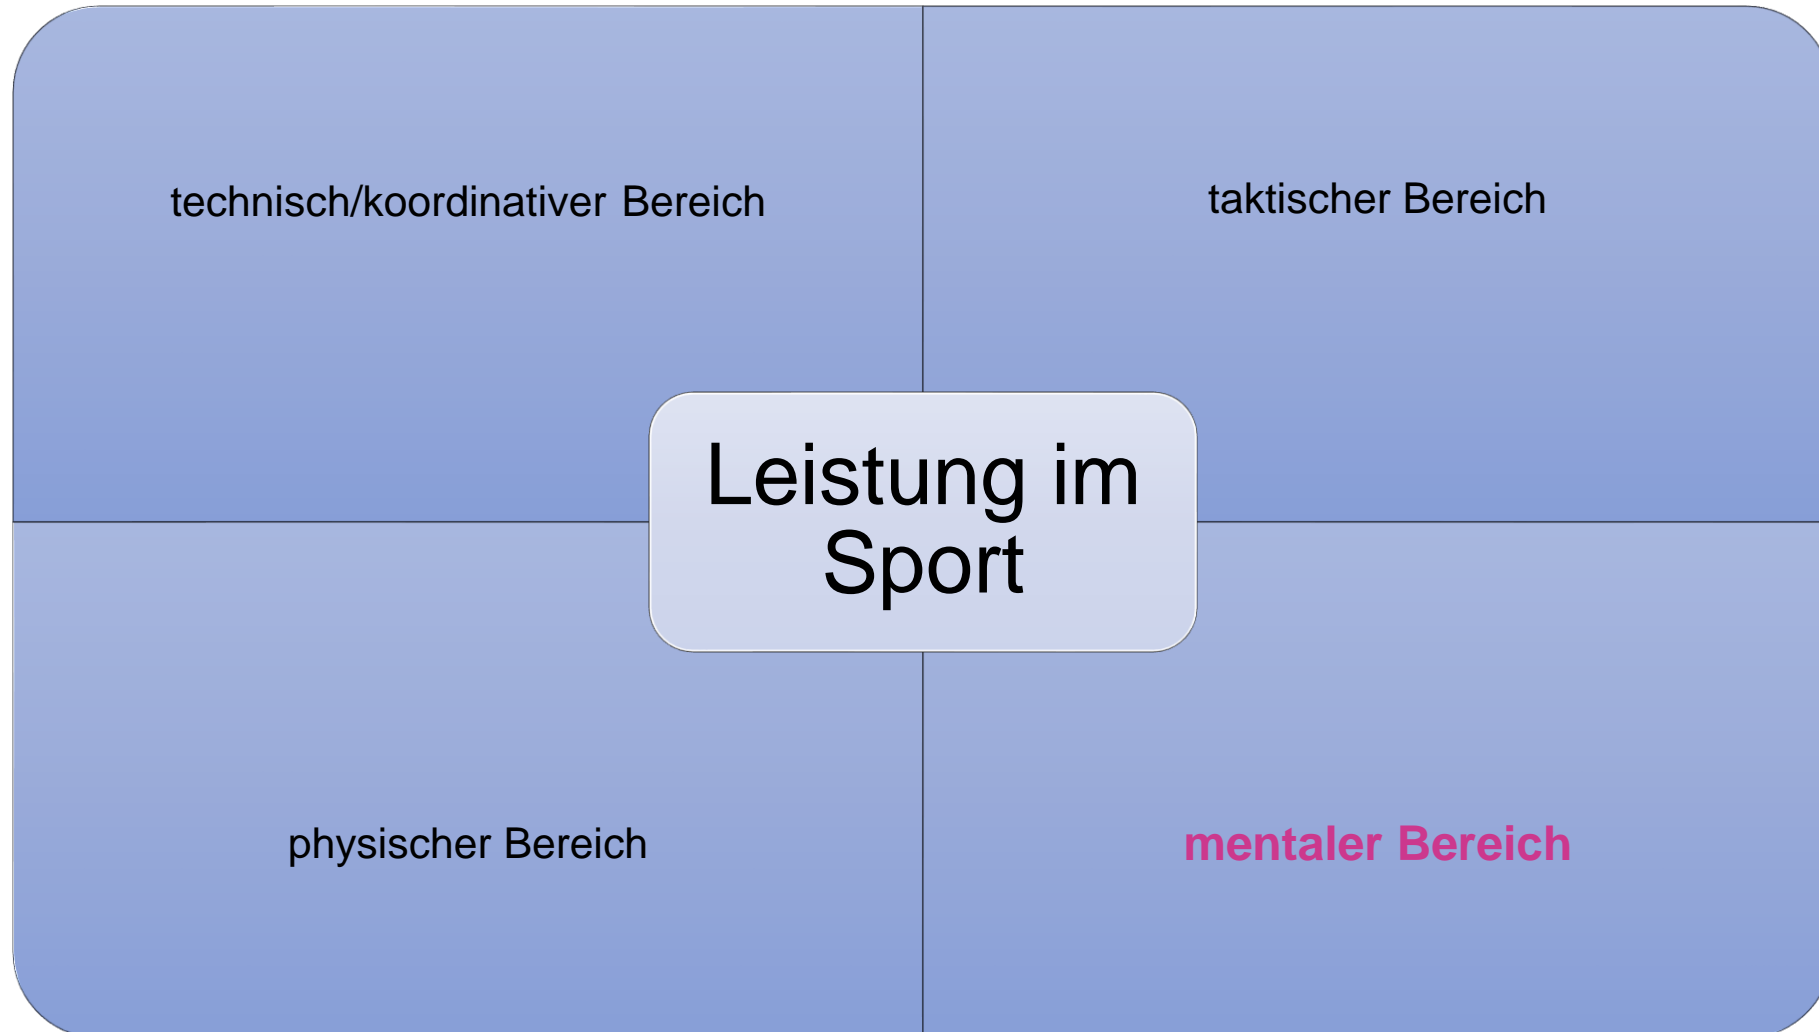 technisch/koordinativer Bereich
taktischer Bereich
Leistung im
Sport
physischer Bereich
mentaler Bereich